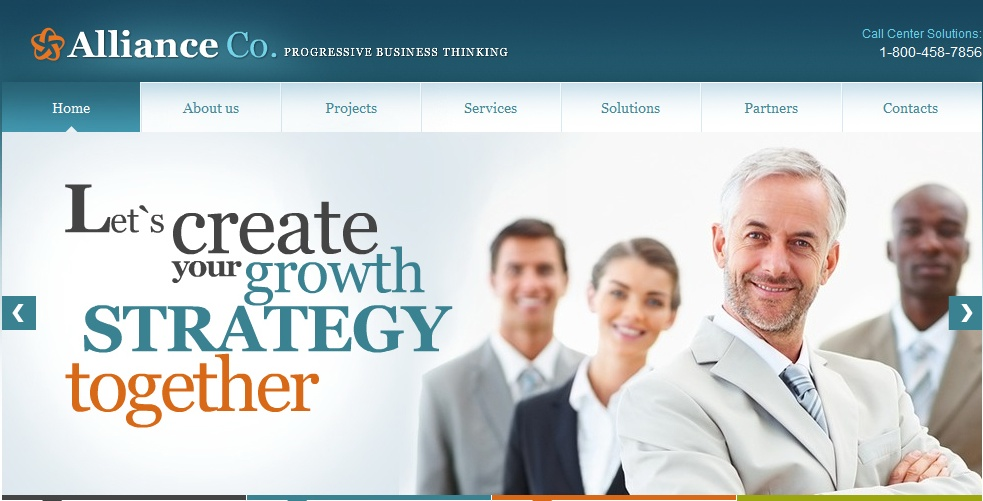 Alliance Co. PROGRESSIVE BUSINESS THINKING
Call Center Solutions:
1-800-458-7856
Home About us Projects Services Solutions Partners Contacts
Let`s create
your growth
STRATEGY
together